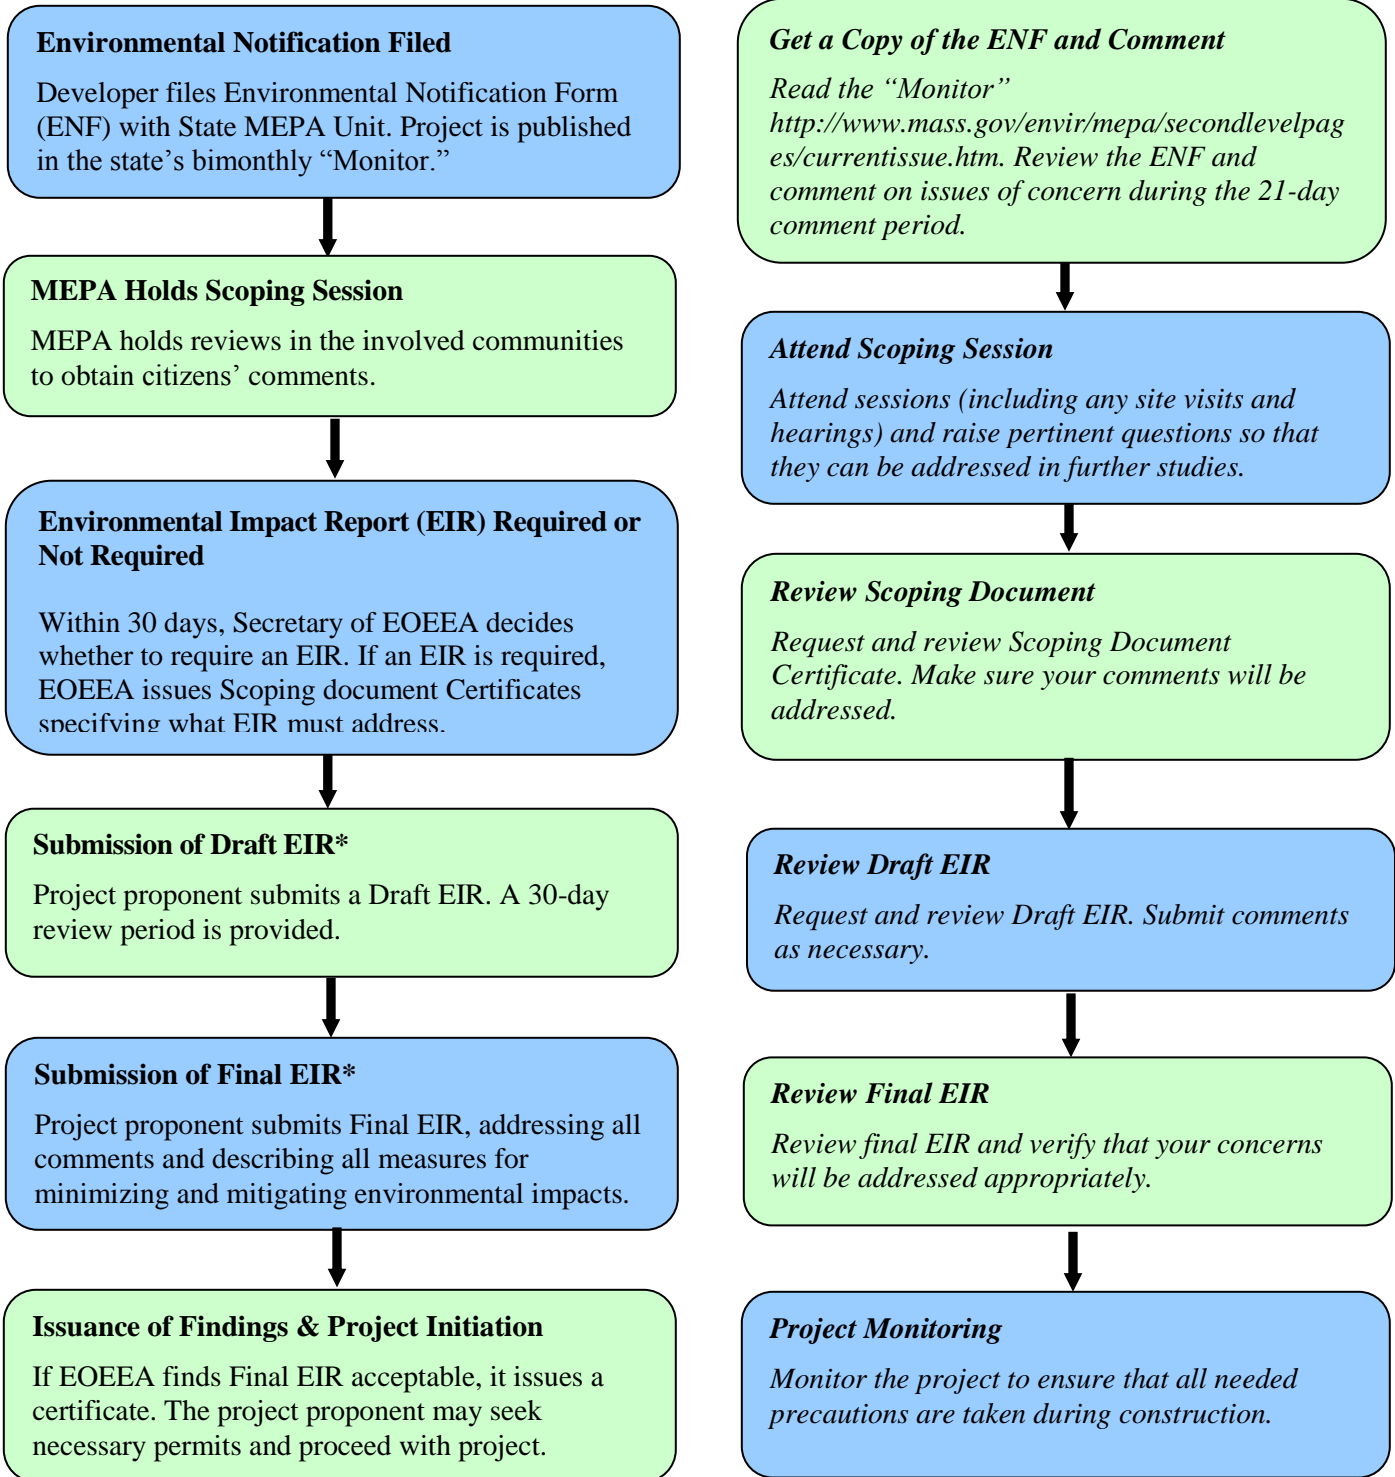 Environmental Notification Filed
Developer files Environmental Notification Form
(ENF) with State MEPA Unit. Project is published
in the state’s bimonthly “Monitor.”
MEPA Holds Scoping Session
MEPA holds reviews in the involved communities
to obtain citizens’ comments.
Environmental Impact Report (EIR) Required or
Not Required
Within 30 days, Secretary of EOEEA decides
whether to require an EIR. If an EIR is required,
EOEEA issues Scoping document Certificates
specifying what EIR must address.
Submission of Draft EIR*
Project proponent submits a Draft EIR. A 30-day
review period is provided.
Submission of Final EIR*
Project proponent submits Final EIR, addressing all
comments and describing all measures for
minimizing and mitigating environmental impacts.
Issuance of Findings & Project Initiation
If EOEEA finds Final EIR acceptable, it issues a
certificate. The project proponent may seek
necessary permits and proceed with project.
Get a Copy of the ENF and Comment
Read the “Monitor”
http://www.mass.gov/envir/mepa/secondlevelpag
es/currentissue.htm. Review the ENF and
comment on issues of concern during the 21-day
comment period.
Attend Scoping Session
Attend sessions (including any site visits and
hearings) and raise pertinent questions so that
they can be addressed in further studies.
Review Scoping Document
Request and review Scoping Document
Certificate. Make sure your comments will be
addressed.
Review Draft EIR
Request and review Draft EIR. Submit comments
as necessary.
Review Final EIR
Review final EIR and verify that your concerns
will be addressed appropriately.
Project Monitoring
Monitor the project to ensure that all needed
precautions are taken during construction.